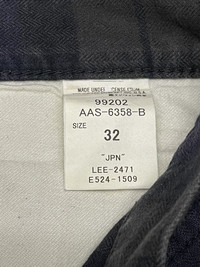 MADE UNDER
99202
AAS-6358-B
SIZE
32
"JPN"
LEE-2471
E524-1509